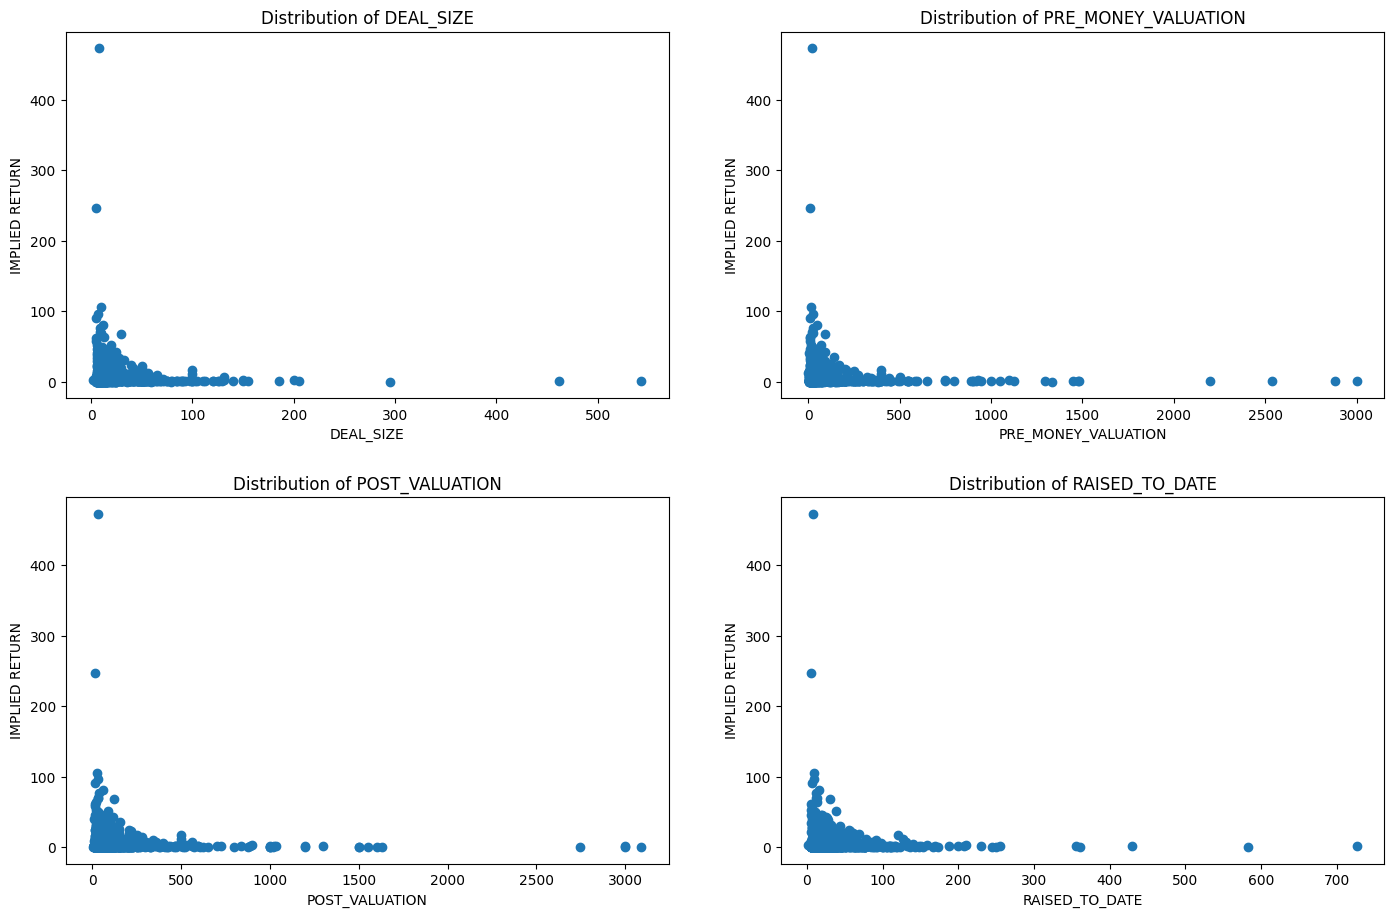 Distribution of DEAL_SIZE
IMPLIED RETURN
400
300
200
100
0
0 100 200 300 400 500
DEAL_SIZE
Distribution of PRE_MONEY_VALUATION
IMPLIED RETURN
400
300
200
100
0
0 500 1000 1500 2000 2500 3000
PRE_MONEY_VALUATION
Distribution of POST_VALUATION
IMPLIED RETURN
400
300
200
100
0
0 500 1000 1500 2000 2500 3000
POST_VALUATION
Distribution of RAISED_TO_DATE
IMPLIED RETURN
400
300
200
100
0
0 100 200 300 400 500 600 700
RAISED_TO_DATE